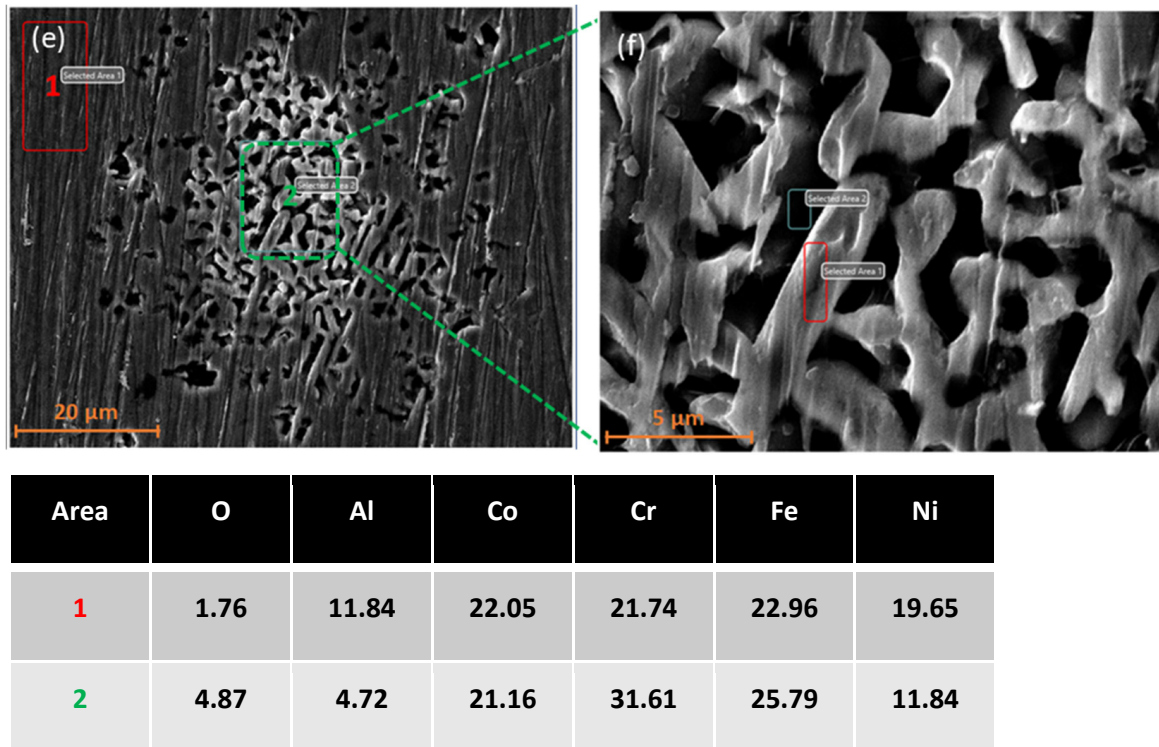 (e)
1
Selected Area 1
Selected Area 2
2
20 µm
(f)
Selected Area 2
Selected Area 1
5 µm
Area O Al Co Cr Fe Ni
1 1.76 11.84 22.05 21.74 22.96 19.65
2 4.87 4.72 21.16 31.61 25.79 11.84